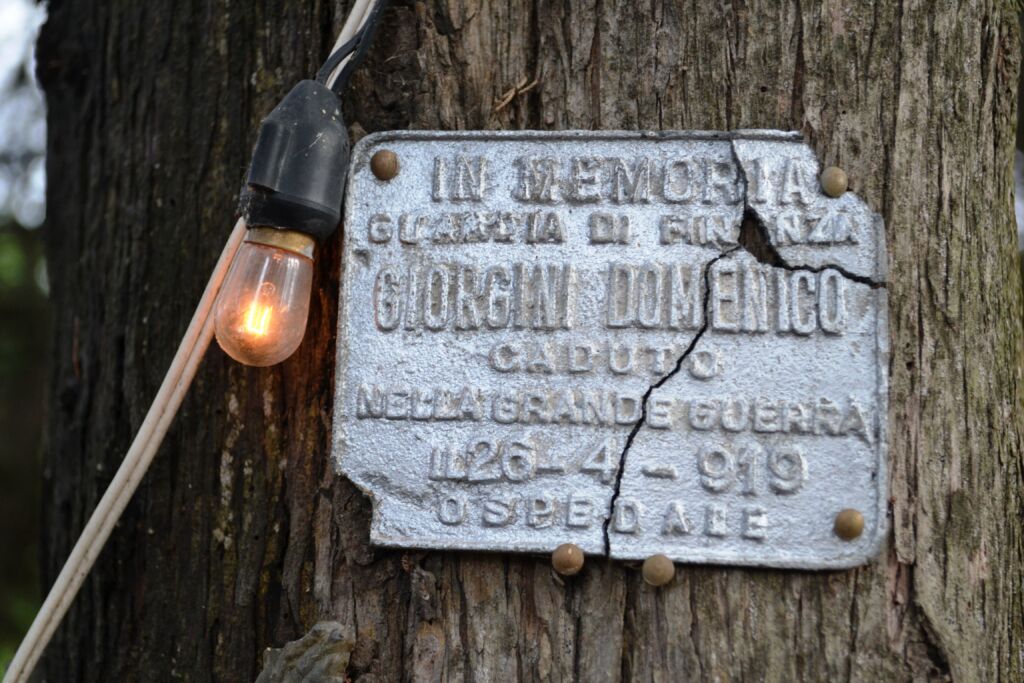 IN MEMORIA
GUARDIA DI FINANZA
GIORGINI DOMENICO
CADUTO
NELLA GRANDE GUERRA
IL 26-4-919
OSPEDALE